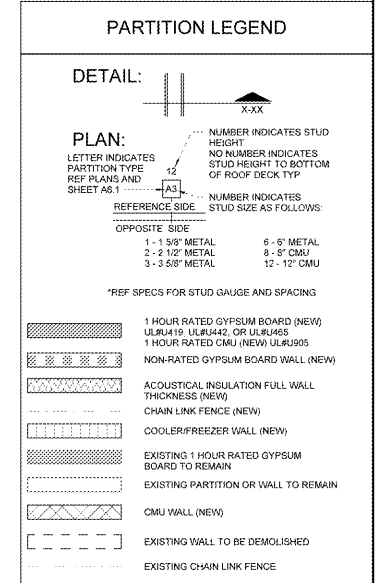 PARTITION LEGEND
DETAIL:
X-XX
PLAN:
LETTER INDICATES
PARTITION TYPE
REF PLANS AND
SHEET A6.1
NUMBER INDICATES STUD
HEIGHT
NO NUMBER INDICATES
STUD HEIGHT TO BOTTOM
OF ROOF DECK TYP
12
A3
NUMBER INDICATES
STUD SIZE AS FOLLOWS:
REFERENCE SIDE
OPPOSITE SIDE
1 - 1 5/8" METAL
2 - 2 1/2" METAL
3 - 3 5/8" METAL
6 - 6" METAL
8 - 8" CMU
12 - 12" CMU
*REF SPECS FOR STUD GAUGE AND SPACING
1 HOUR RATED GYPSUM BOARD (NEW)
UL#U419, UL#U442, OR UL#U465
1 HOUR RATED CMU (NEW) UL#U905
NON-RATED GYPSUM BOARD WALL (NEW)
ACOUSTICAL INSULATION FULL WALL
THICKNESS (NEW)
CHAIN LINK FENCE (NEW)
COOLER/FREEZER WALL (NEW)
EXISTING 1 HOUR RATED GYPSUM
BOARD TO REMAIN
EXISTING PARTITION OR WALL TO REMAIN
CMU WALL (NEW)
EXISTING WALL TO BE DEMOLISHED
EXISTING CHAIN LINK FENCE